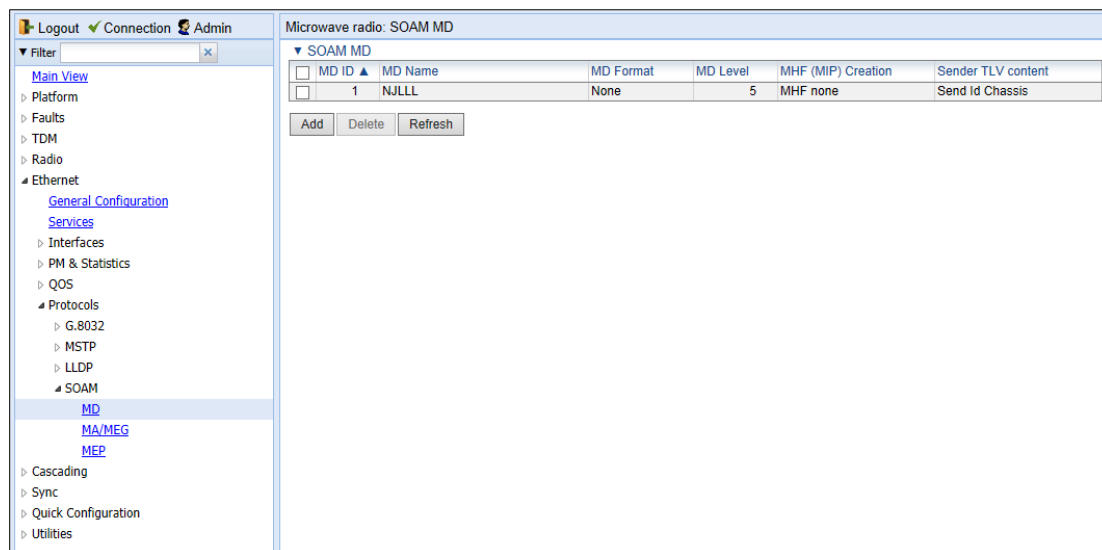 Logout Connection Admin
Filter
Main View
Platform
Faults
TDM
Radio
Ethernet
General Configuration
Services
Interfaces
PM & Statistics
QOS
Protocols
G.8032
MSTP
LLDP
SOAM
MD
MA/MEG
MEP
Cascading
Sync
Quick Configuration
Utilities
Microwave radio: SOAM MD
SOAM MD
MD ID ▲ MD Name MD Format MD Level MHF (MIP) Creation Sender TLV content
1 NJLLL None 5 MHF none Send Id Chassis
Add Delete Refresh